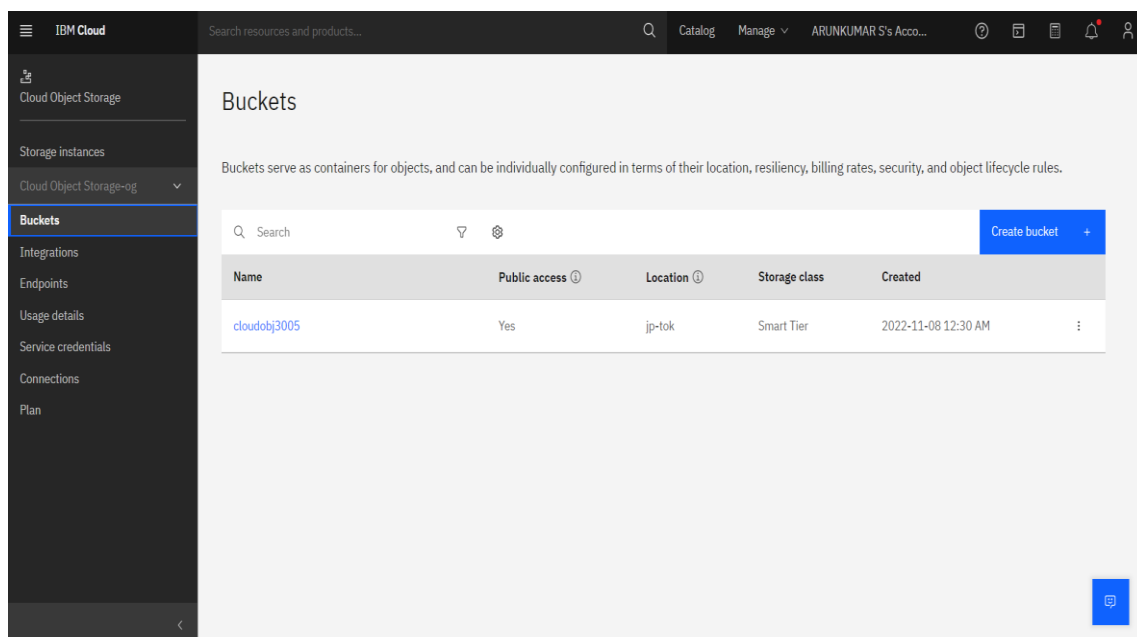 IBM Cloud
Search resources and products...
Catalog
Manage
ARUNKUMAR S's Acco...
Cloud Object Storage
Storage instances
Cloud Object Storage-og
Buckets
Integrations
Endpoints
Usage details
Service credentials
Connections
Plan
Buckets
Buckets serve as containers for objects, and can be individually configured in terms of their location, resiliency, billing rates, security, and object lifecycle rules.
Search
Create bucket +
Name Public access Location Storage class Created
cloudobj3005 Yes jp-tok Smart Tier 2022-11-08 12:30 AM